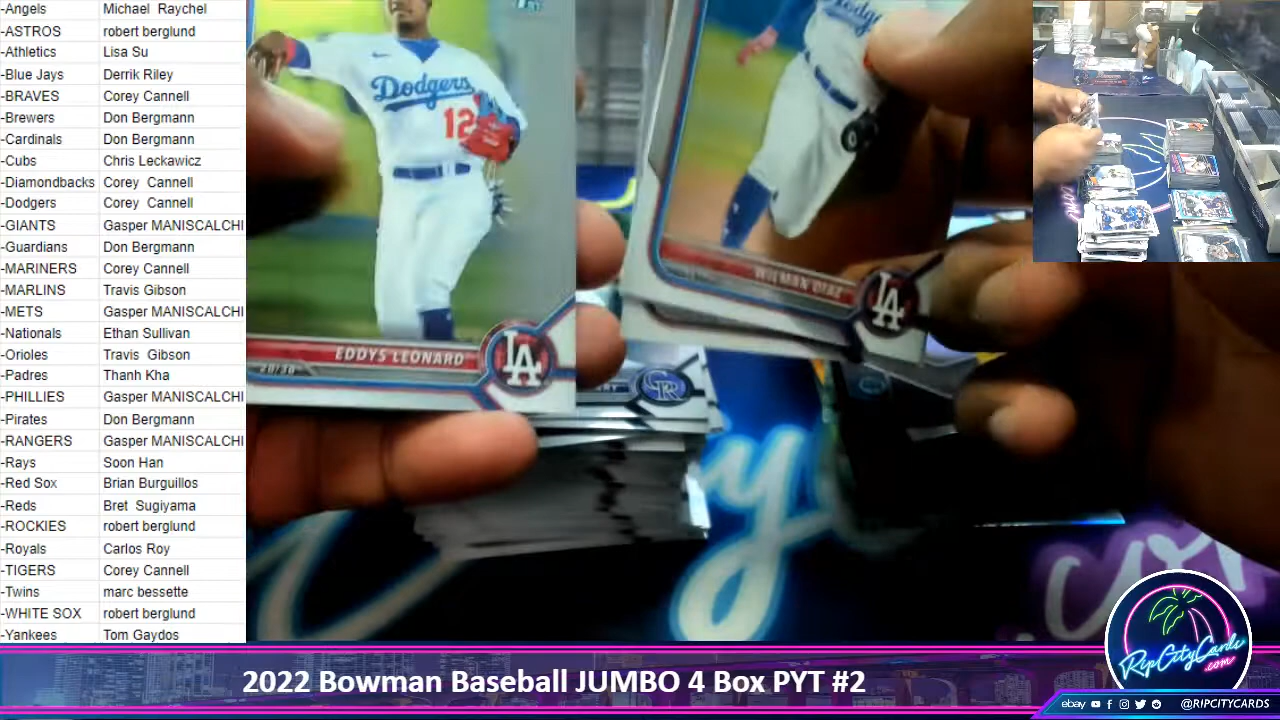 -Angels Michael Raychel
-ASTROS robert berglund
-Athletics Lisa Su
-Blue Jays Derrik Riley
-BRAVES Corey Cannell
-Brewers Don Bergmann
-Cardinals Don Bergmann
-Cubs Chris Leckawicz
-Diamondbacks Corey Cannell
-Dodgers Corey Cannell
-GIANTS Gasper MANISCALCHI
-Guardians Don Bergmann
-MARINERS Corey Cannell
-MARLINS Travis Gibson
-METS Gasper MANISCALCHI
-Nationals Ethan Sullivan
-Orioles Travis Gibson
-Padres Thanh Kha
-PHILLIES Gasper MANISCALCHI
-Pirates Don Bergmann
-RANGERS Gasper MANISCALCHI
-Rays Soon Han
-Red Sox Brian Burguillos
-Reds Bret Sugiyama
-ROCKIES robert berglund
-Royals Carlos Roy
-TIGERS Corey Cannell
-Twins marc bessette
-WHITE SOX robert berglund
-Yankees Tom Gaydos
Dodgers
12
EDDYS LEONARD
LA
Dodgers
WILMAN DIAZ
LA
CR
2022 Bowman Baseball JUMBO 4 Box PYT #2
RipCityCards
.com
ebay @RIPCITYCARDS